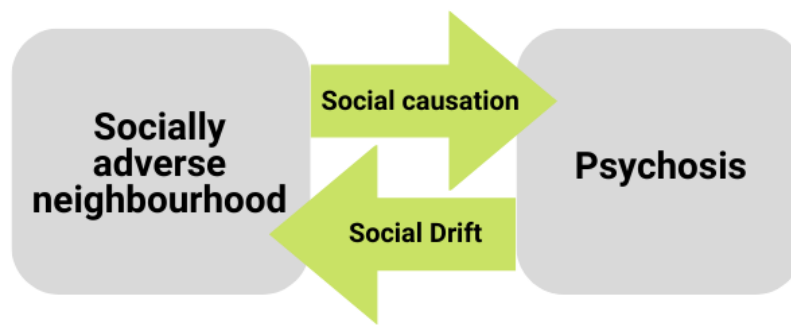 Socially
adverse
neighbourhood
Social causation
Social Drift
Psychosis